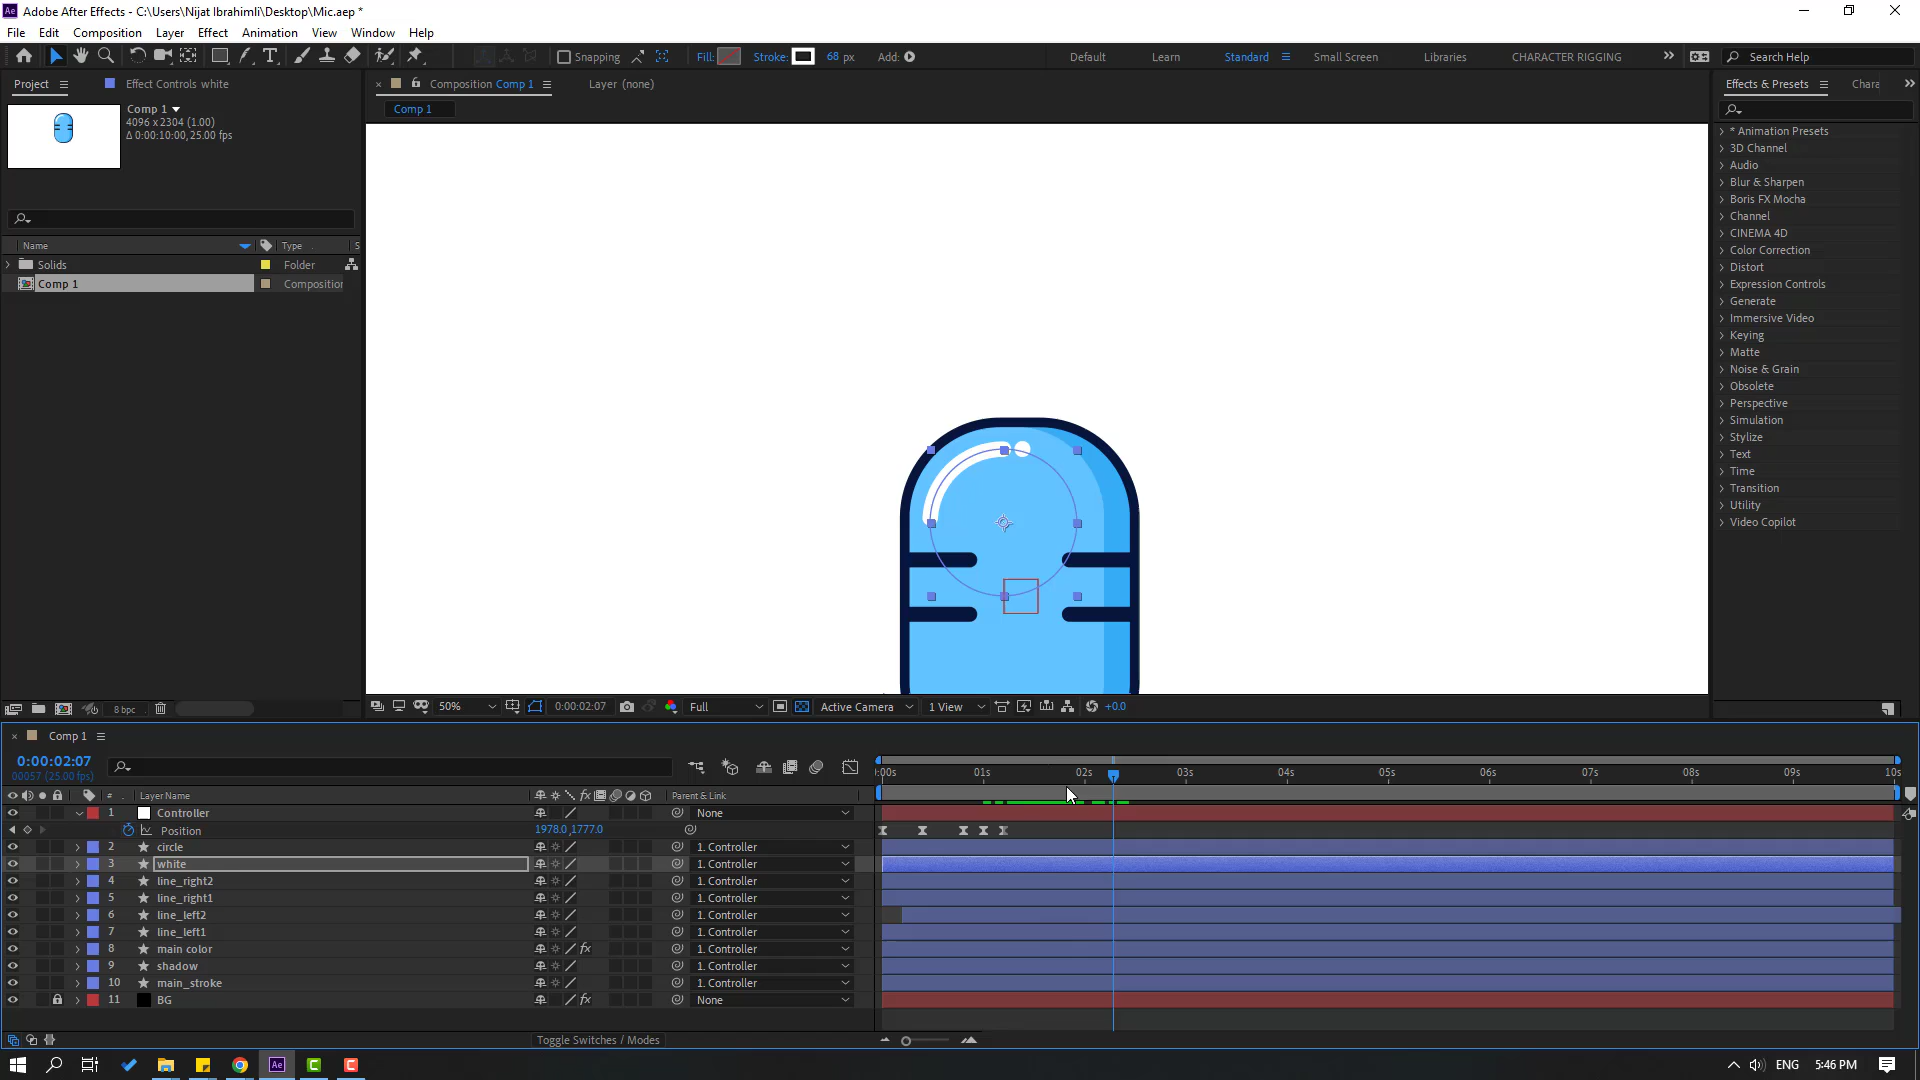 Ae Adobe After Effects - C:\Users\Nijat Ibrahimli\Desktop\Mic.aep *
File Edit Composition Layer Effect Animation View Window Help
Snapping Fill: Stroke: 68 px Add: Default Learn Standard Small Screen Libraries CHARACTER RIGGING Search Help
Project Effect Controls white Composition Comp 1 Layer (none) Effects & Presets Chara
Comp 1
4096 x 2304 (1.00)
Δ 0:00:10:00, 25.00 fps
Comp 1
Name Type S
Solids Folder
Comp 1 Composition
* Animation Presets
3D Channel
Audio
Blur & Sharpen
Boris FX Mocha
Channel
CINEMA 4D
Color Correction
Distort
Expression Controls
Generate
Immersive Video
Keying
Matte
Noise & Grain
Obsolete
Perspective
Simulation
Stylize
Text
Time
Transition
Utility
Video Copilot
8 bpc 50% 0:00:02:07 Full Active Camera 1 View +0.0
Comp 1
0:00:02:07
00057 (25.00 fps)
:00s 01s 02s 03s 04s 05s 06s 07s 08s 09s 10s
# Layer Name fx Parent & Link
1 Controller None
Position 1978.0,1777.0
2 circle 1. Controller
3 white 1. Controller
4 line_right2 1. Controller
5 line_right1 1. Controller
6 line_left2 1. Controller
7 line_left1 1. Controller
8 main color fx 1. Controller
9 shadow 1. Controller
10 main_stroke 1. Controller
11 BG fx None
Toggle Switches / Modes
Ae C C ENG 5:46 PM